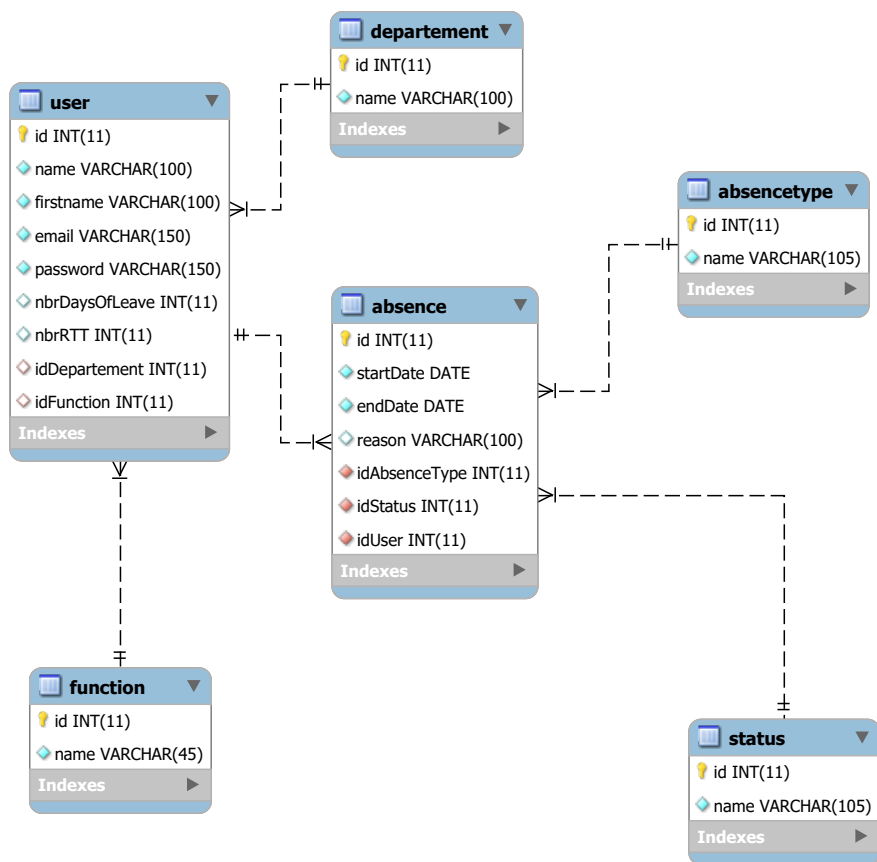 departement
id INT(11)
name VARCHAR(100)
Indexes
user
id INT(11)
name VARCHAR(100)
firstname VARCHAR(100)
email VARCHAR(150)
password VARCHAR(150)
nbrDaysOfLeave INT(11)
nbrRTT INT(11)
idDepartement INT(11)
idFunction INT(11)
Indexes
absencetype
id INT(11)
name VARCHAR(105)
Indexes
absence
id INT(11)
startDate DATE
endDate DATE
reason VARCHAR(100)
idAbsenceType INT(11)
idStatus INT(11)
idUser INT(11)
Indexes
function
id INT(11)
name VARCHAR(45)
Indexes
status
id INT(11)
name VARCHAR(105)
Indexes